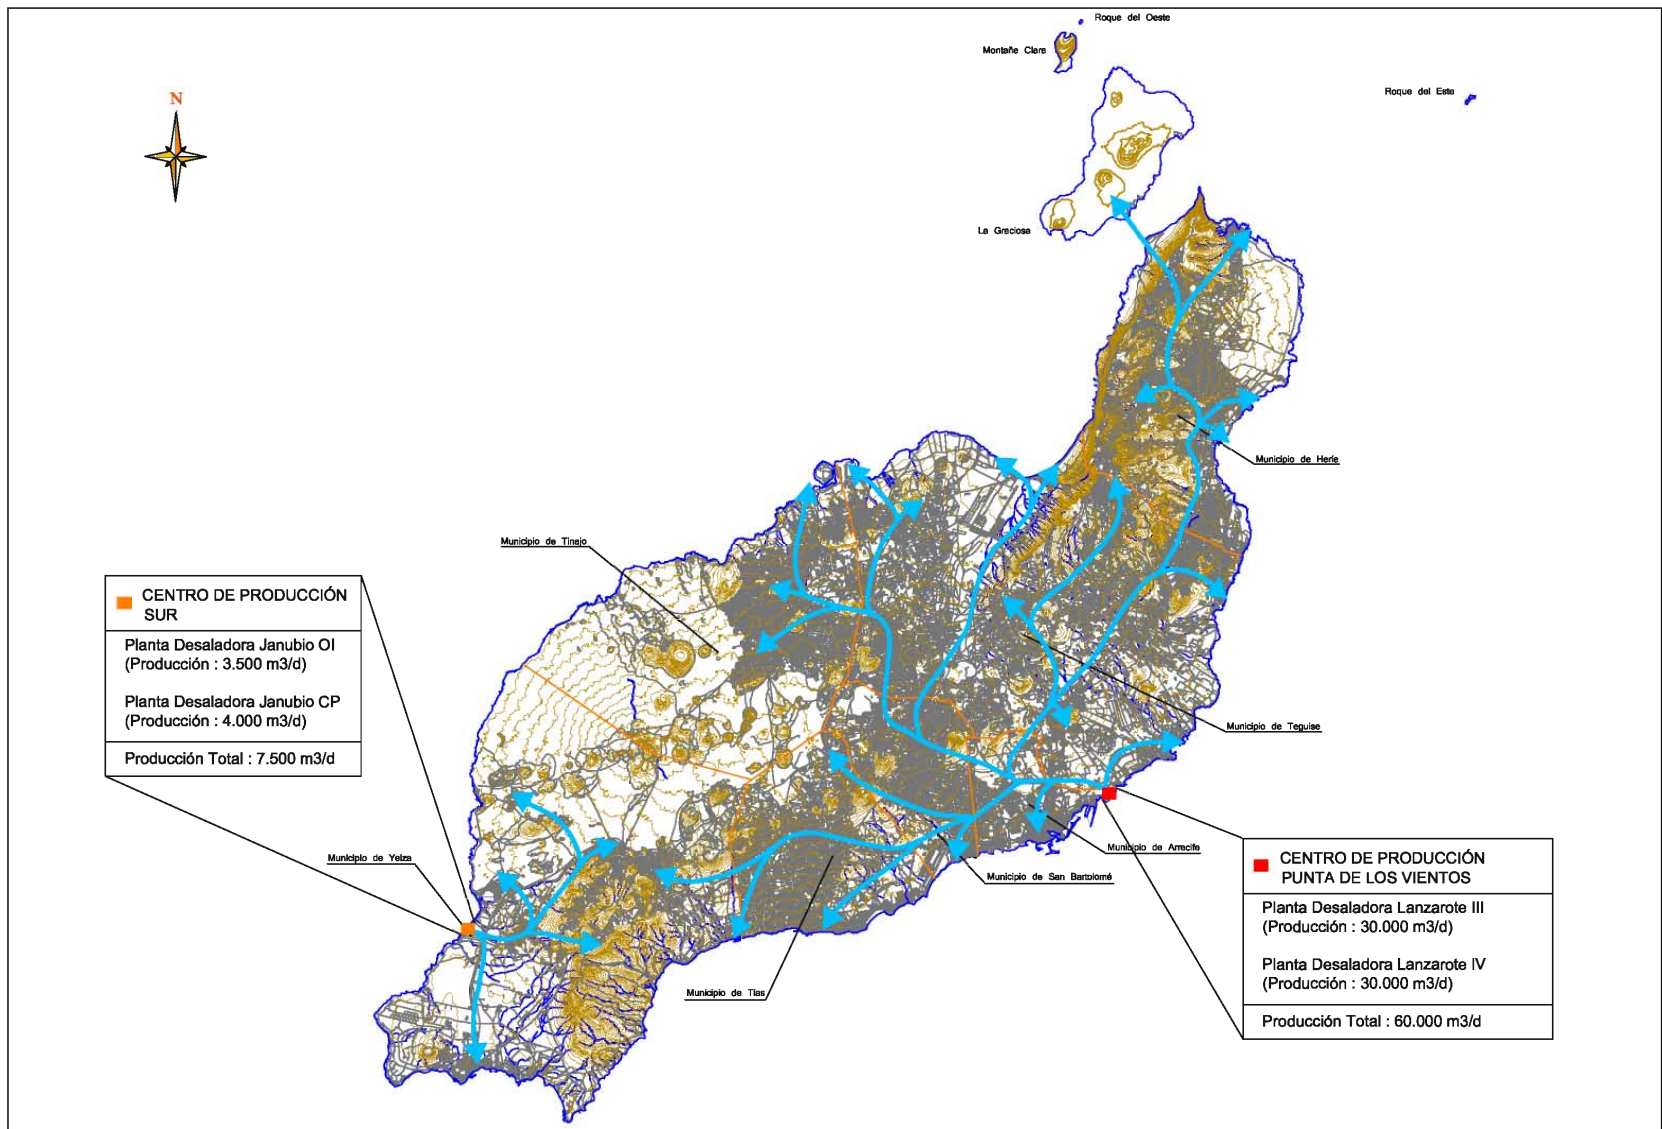 Roque del Oeste
Montañe Clara
Roque del Este
N
La Graciosa
Municipio de Herie
Municipio de Tinajo
CENTRO DE PRODUCCIÓN
SUR
Planta Desaladora Janubio OI
(Producción : 3.500 m3/d)
Planta Desaladora Janubio CP
(Producción : 4.000 m3/d)
Producción Total : 7.500 m3/d
Municipio de Teguise
Municipio de Yeiza
Municipio de Arrecife
Municipio de San Bartolomé
Municipio de Tías
CENTRO DE PRODUCCIÓN
PUNTA DE LOS VIENTOS
Planta Desaladora Lanzarote III
(Producción : 30.000 m3/d)
Planta Desaladora Lanzarote IV
(Producción : 30.000 m3/d)
Producción Total : 60.000 m3/d